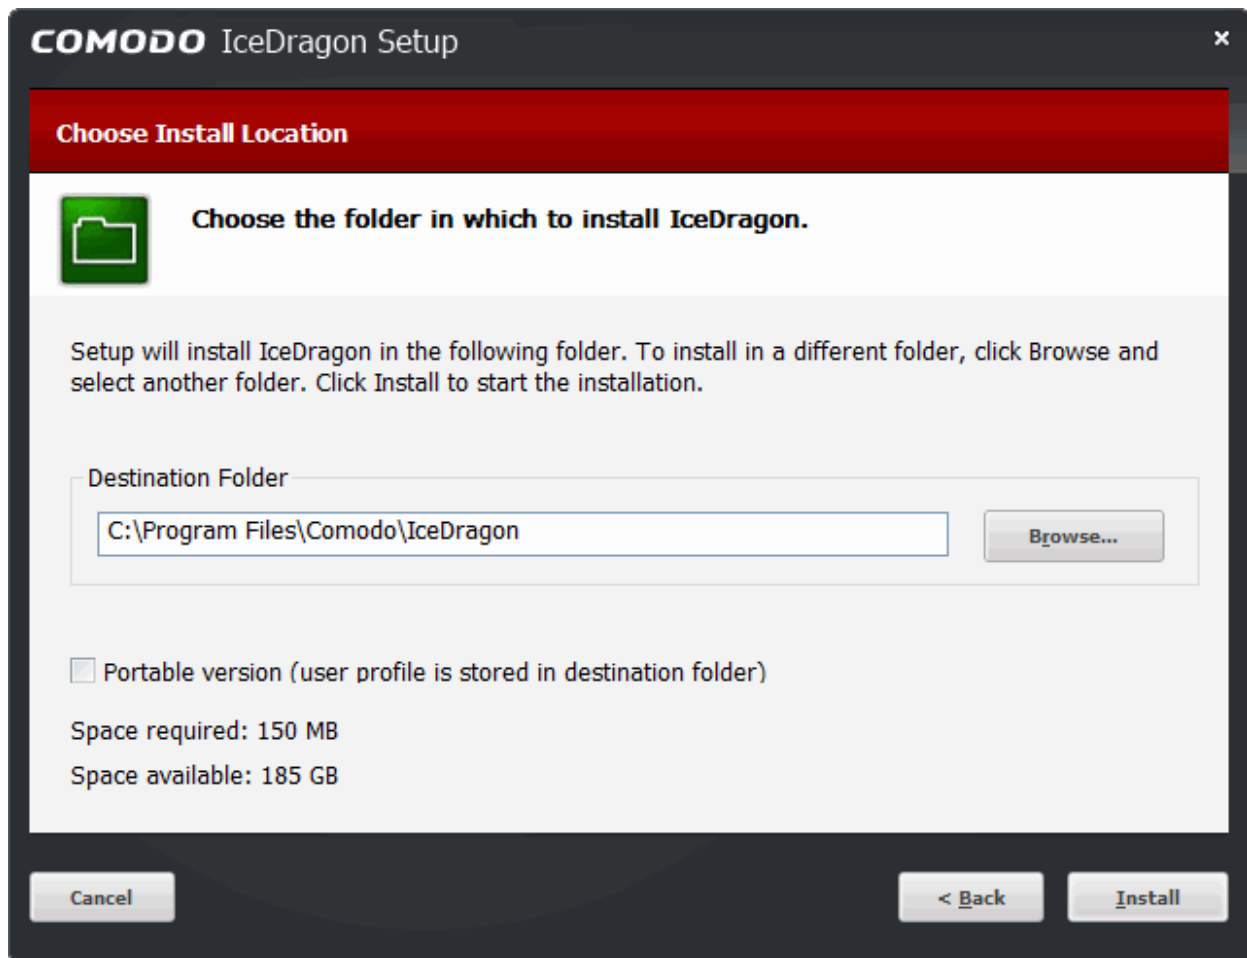 COMODO IceDragon Setup
Choose Install Location
Choose the folder in which to install IceDragon.
Setup will install IceDragon in the following folder. To install in a different folder, click Browse and
select another folder. Click Install to start the installation.
Destination Folder
C:\Program Files\Comodo\IceDragon
Browse...
Portable version (user profile is stored in destination folder)
Space required: 150 MB
Space available: 185 GB
Cancel
< Back
Install